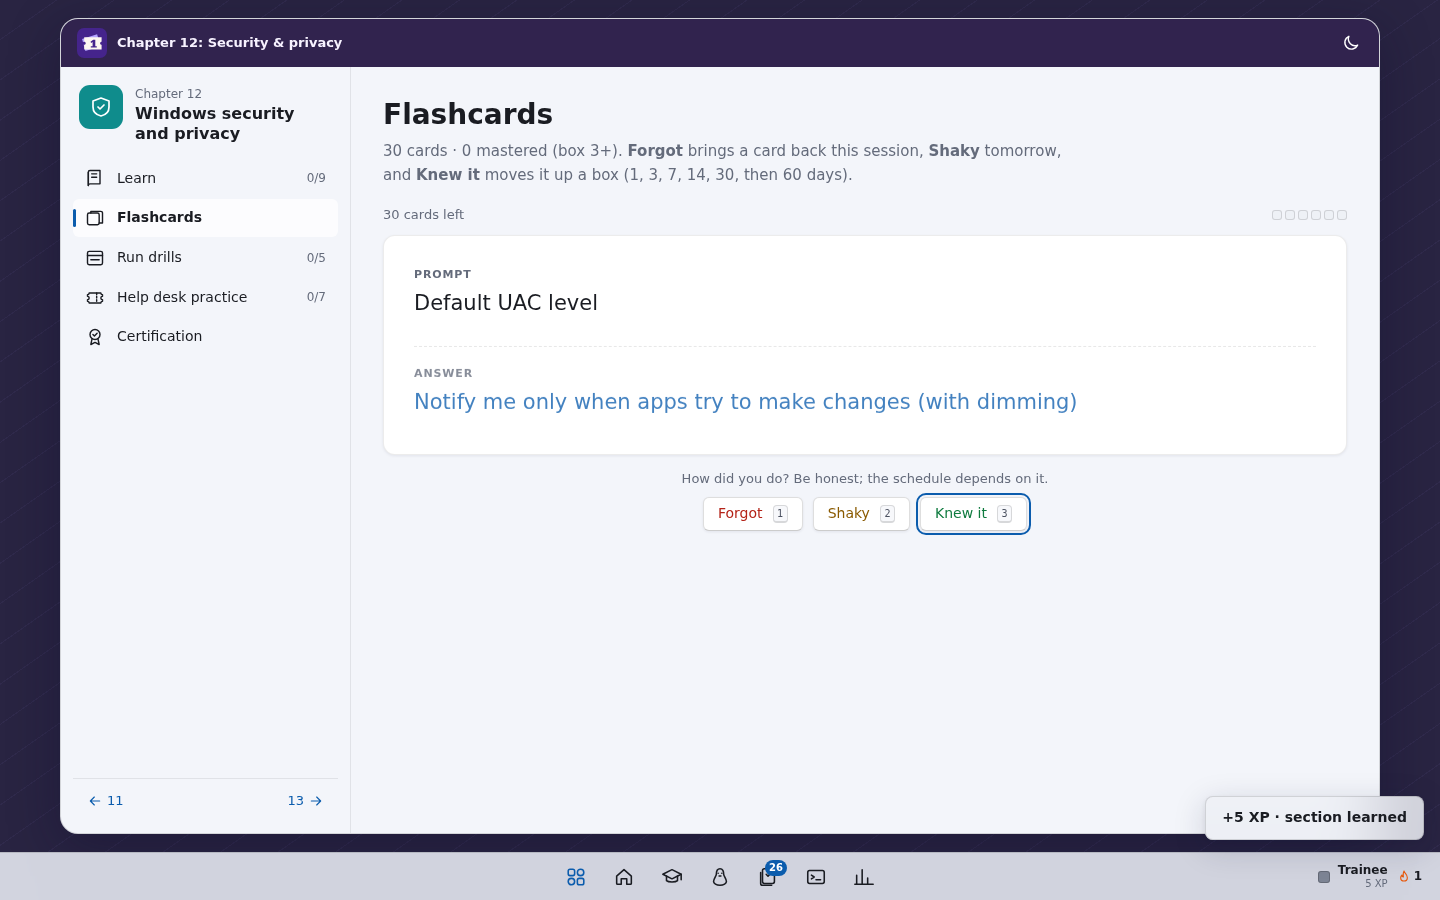 1
Chapter 12: Security & privacy
Chapter 12
Windows security
and privacy
Learn 0/9
Flashcards
Run drills 0/5
Help desk practice 0/7
Certification
← 11
13 →
Flashcards
30 cards · 0 mastered (box 3+). Forgot brings a card back this session, Shaky tomorrow,
and Knew it moves it up a box (1, 3, 7, 14, 30, then 60 days).
30 cards left
PROMPT
Default UAC level
ANSWER
Notify me only when apps try to make changes (with dimming)
How did you do? Be honest; the schedule depends on it.
Forgot 1
Shaky 2
Knew it 3
+5 XP · section learned
26
Trainee
5 XP
1